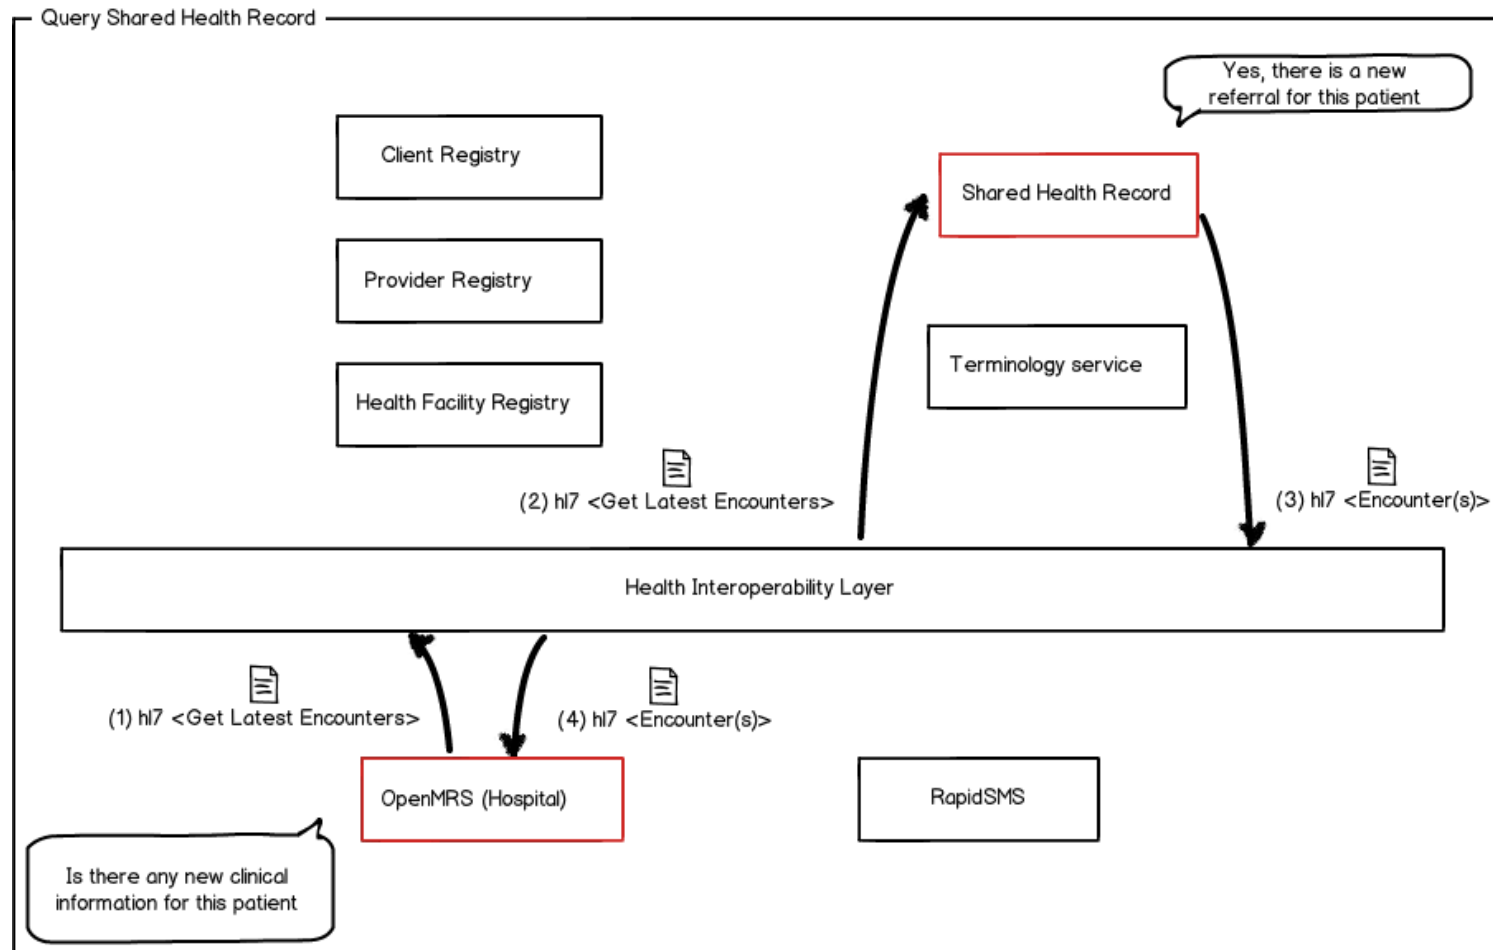 Query Shared Health Record
Yes, there is a new
referral for this patient
Client Registry
Shared Health Record
Provider Registry
Terminology service
Health Facility Registry
(2) hl7 <Get Latest Encounters>
(3) hl7 <Encounter(s)>
Health Interoperability Layer
(1) hl7 <Get Latest Encounters>
(4) hl7 <Encounter(s)>
OpenMRS (Hospital)
RapidSMS
Is there any new clinical
information for this patient